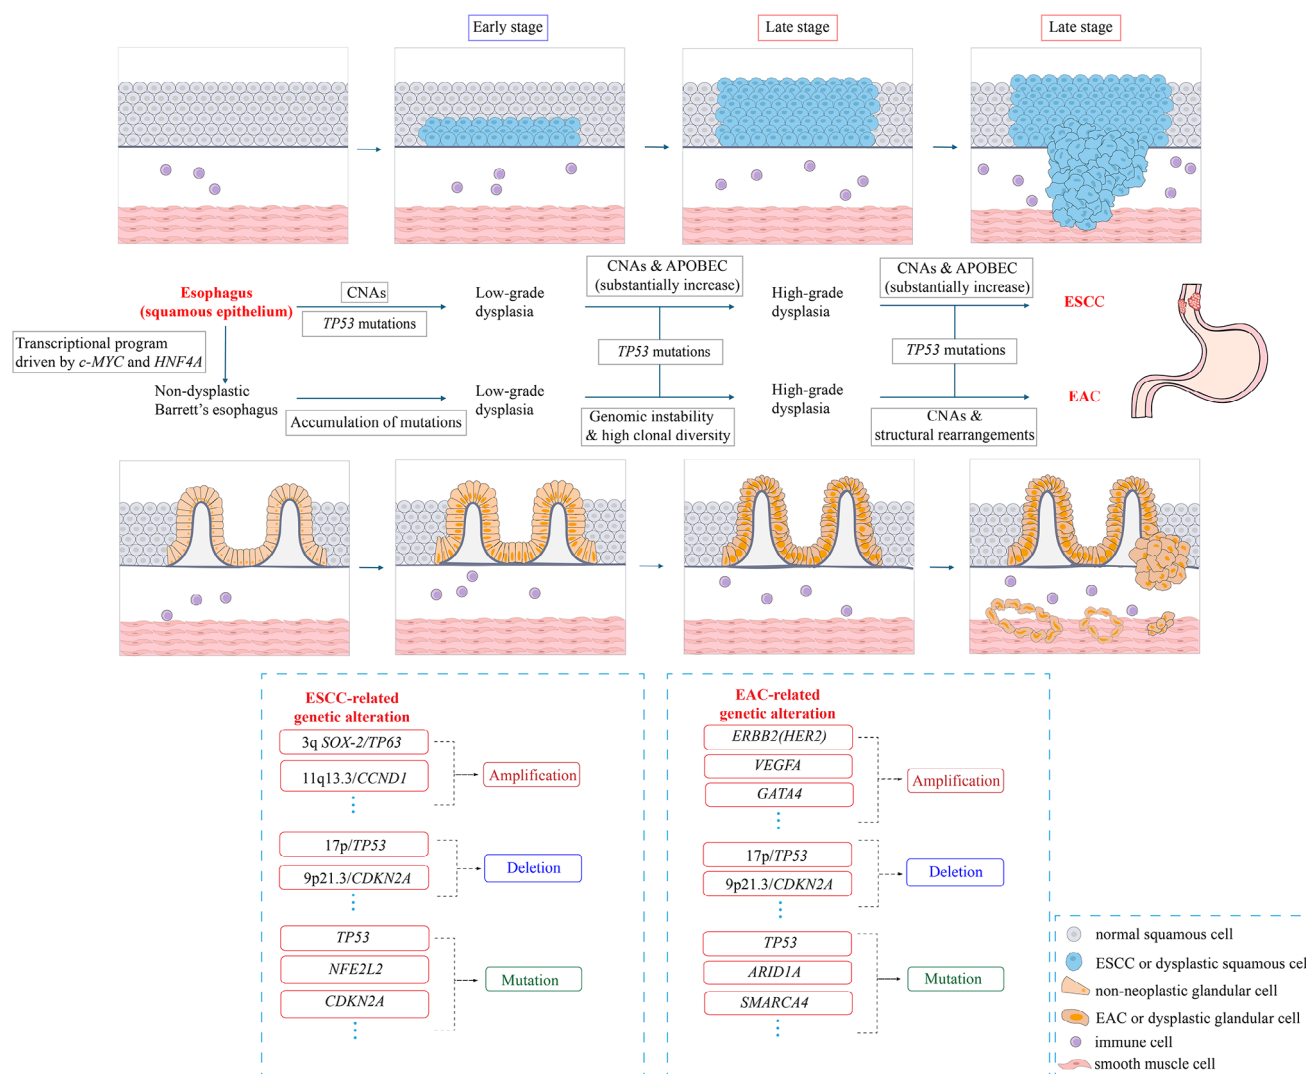 Early stage
Late stage
Late stage
Esophagus
(squamous epithelium)
CNAs
TP53 mutations
Low-grade
dysplasia
CNAs & APOBEC
(substantially increase)
TP53 mutations
High-grade
dysplasia
CNAs & APOBEC
(substantially increase)
TP53 mutations
ESCC
Transcriptional program
driven by c-MYC and HNF4A
Non-dysplastic
Barrett's esophagus
Accumulation of mutations
Low-grade
dysplasia
Genomic instability
& high clonal diversity
High-grade
dysplasia
CNAs &
structural rearrangements
EAC
ESCC-related
genetic alteration
3q SOX-2/TP63
11q13.3/CCND1
Amplification
17p/TP53
9p21.3/CDKN2A
Deletion
TP53
NFE2L2
CDKN2A
Mutation
EAC-related
genetic alteration
ERBB2(HER2)
VEGFA
GATA4
Amplification
17p/TP53
9p21.3/CDKN2A
Deletion
TP53
ARID1A
SMARCA4
Mutation
normal squamous cell
ESCC or dysplastic squamous cel
non-neoplastic glandular cell
EAC or dysplastic glandular cell
immune cell
smooth muscle cell